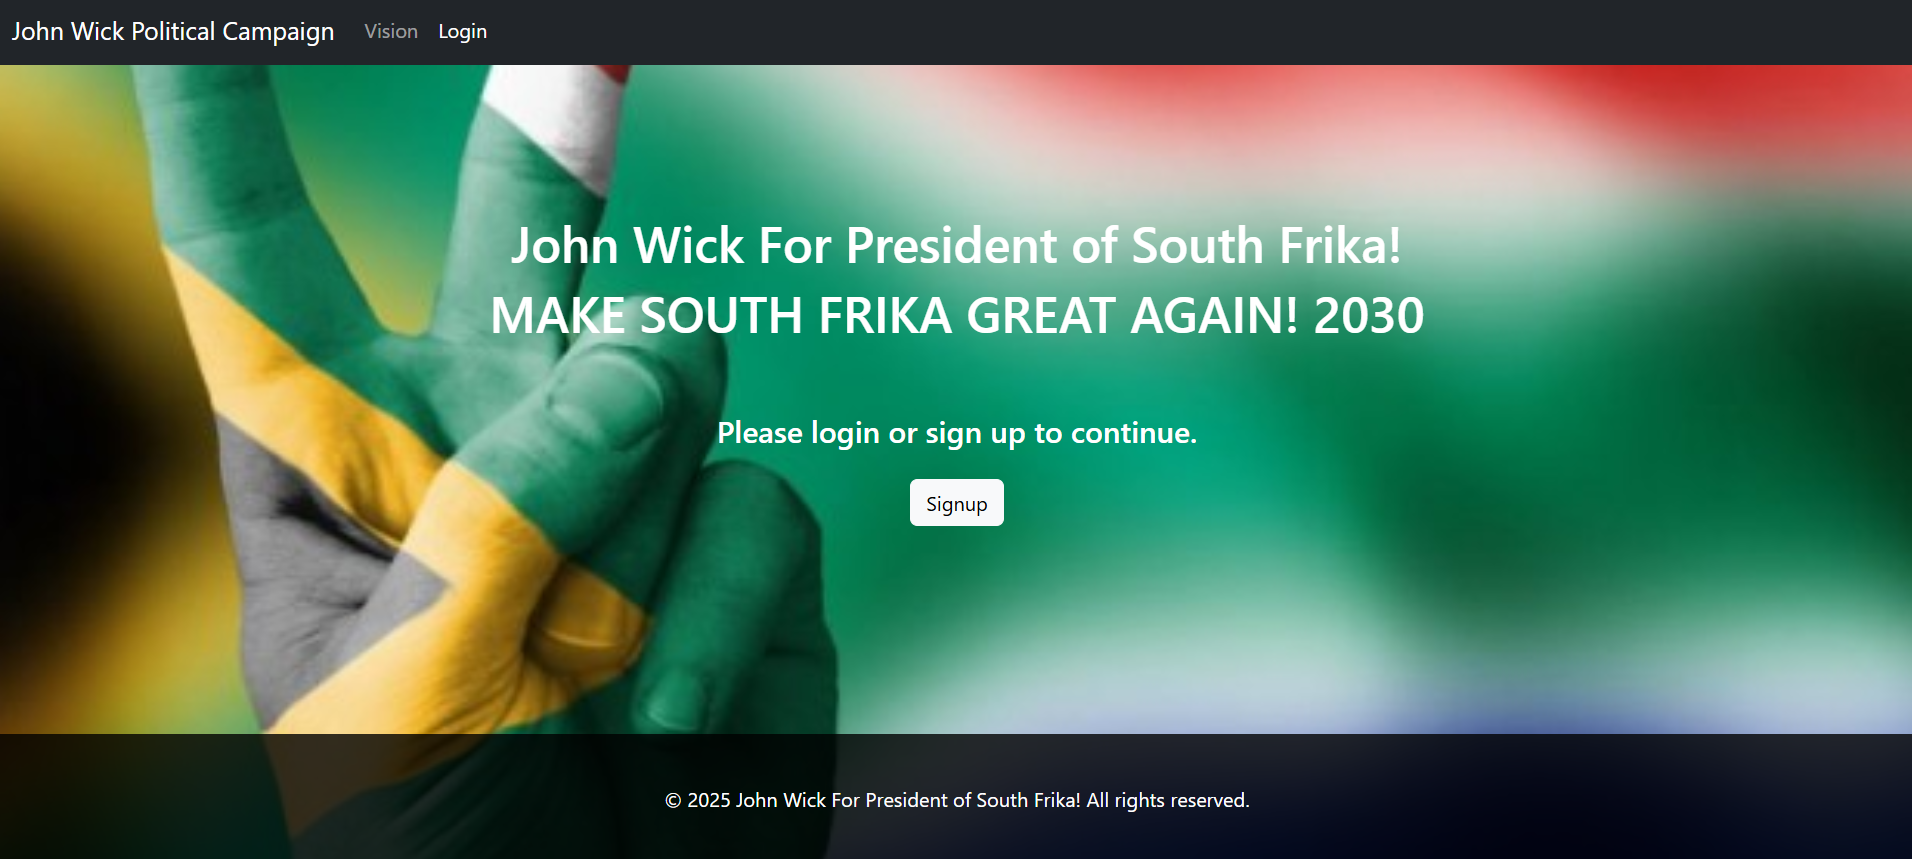 John Wick Political Campaign Vision Login
John Wick For President of South Frika!
MAKE SOUTH FRIKA GREAT AGAIN! 2030
Please login or sign up to continue.
Signup
© 2025 John Wick For President of South Frika! All rights reserved.